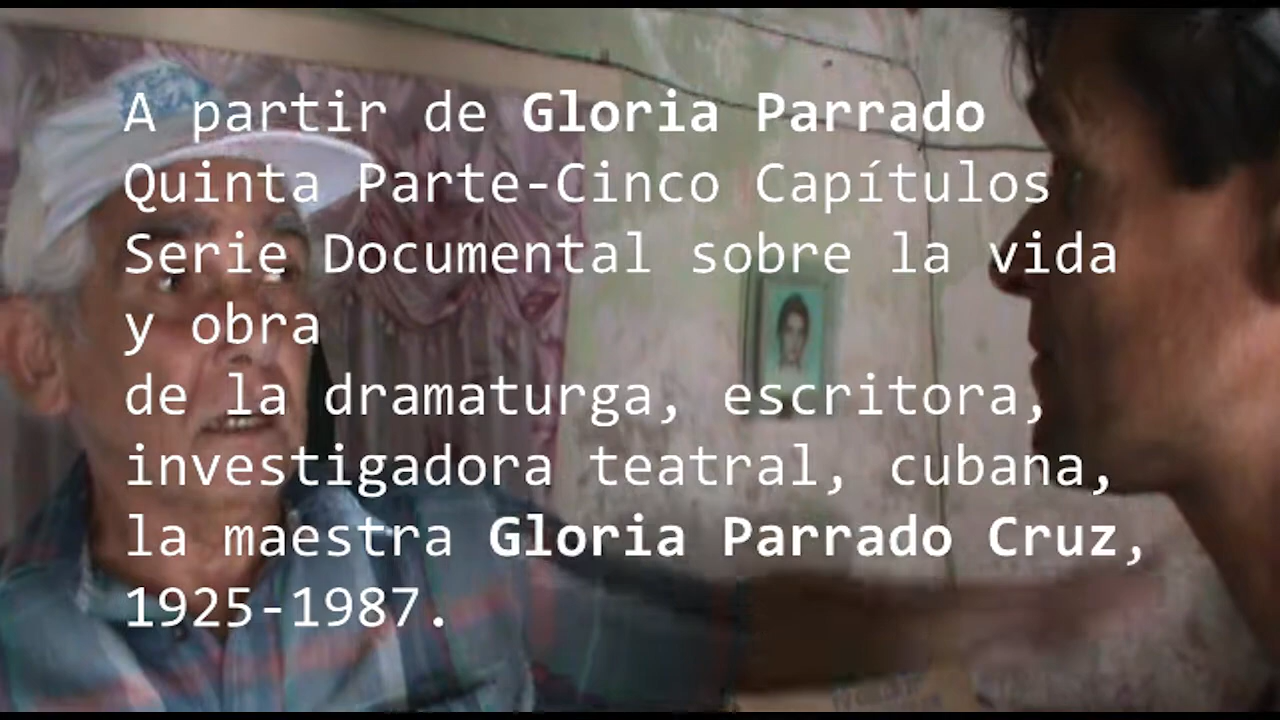 A partir de Gloria Parrado
Quinta Parte-Cinco Capítulos
Serie Documental sobre la vida
y obra
de la dramaturga, escritora,
investigadora teatral, cubana,
la maestra Gloria Parrado Cruz,
1925-1987.